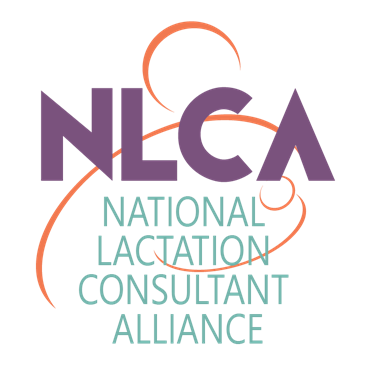 NLCA
NATIONAL
LACTATION
CONSULTANT
ALLIANCE